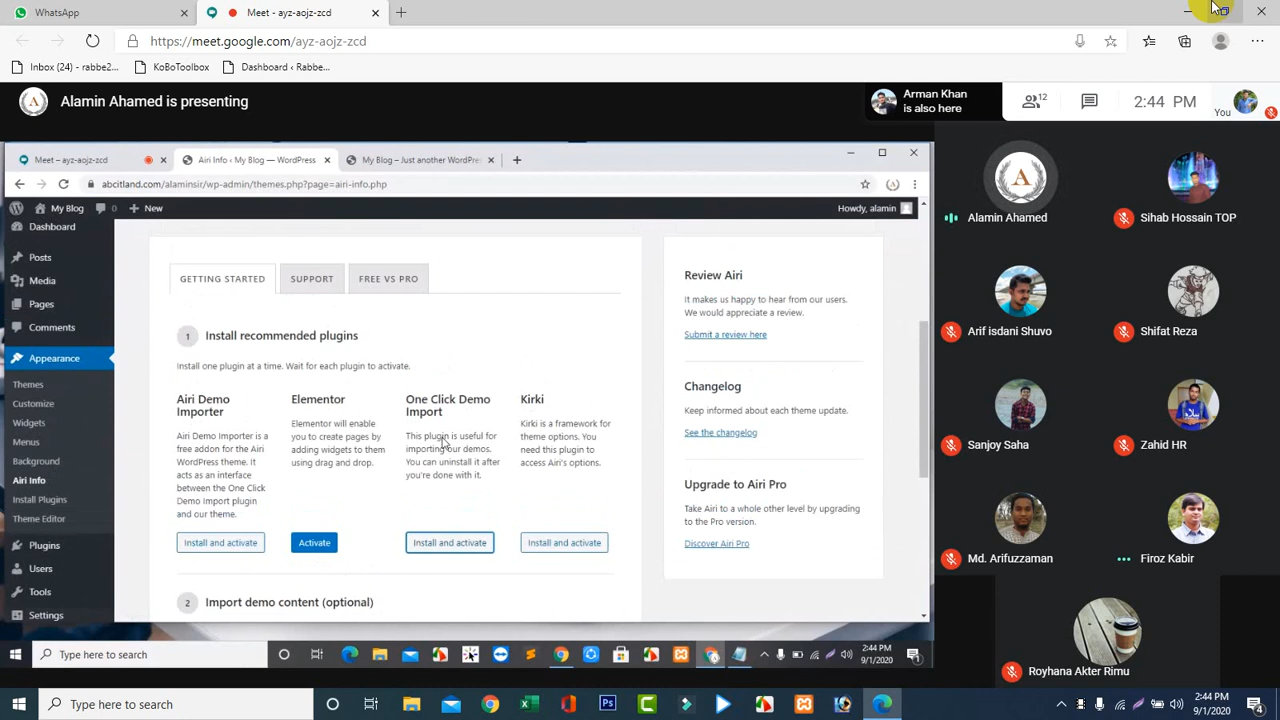 WhatsApp
Meet - ayz-aojz-zcd
https://meet.google.com/ayz-aojz-zcd
Inbox (24) - rabbe2...
KoBoToolbox
Dashboard ‹ Rabbe...
Alamin Ahamed is presenting
Arman Khan
is also here
12
2:44 PM
You
Meet – ayz-aojz-zcd
Airi Info ‹ My Blog — WordPress
My Blog – Just another WordPre
abcitland.com/alaminsir/wp-admin/themes.php?page=airi-info.php
My Blog
0
New
Howdy, alamin
Dashboard
Posts
Media
Pages
Comments
Appearance
Themes
Customize
Widgets
Menus
Background
Airi Info
Install Plugins
Theme Editor
Plugins
Users
Tools
Settings
GETTING STARTED
SUPPORT
FREE VS PRO
1 Install recommended plugins
Install one plugin at a time. Wait for each plugin to activate.
Airi Demo
Importer
Airi Demo Importer is a
free addon for the Airi
WordPress theme. It
acts as an interface
between the One Click
Demo Import plugin
and our theme.
Install and activate
Elementor
Elementor will enable
you to create pages by
adding widgets to them
using drag and drop.
Activate
One Click Demo
Import
This plugin is useful for
importing our demos.
You can uninstall it after
you're done with it.
Install and activate
Kirki
Kirki is a framework for
theme options. You
need this plugin to
access Airi's options.
Install and activate
2 Import demo content (optional)
Review Airi
It makes us happy to hear from our users.
We would appreciate a review.
Submit a review here
Changelog
Keep informed about each theme update.
See the changelog
Upgrade to Airi Pro
Take Airi to a whole other level by upgrading
to the Pro version.
Discover Airi Pro
A
Alamin Ahamed
Sihab Hossain TOP
Arif isdani Shuvo
Shifat Reza
Sanjoy Saha
Zahid HR
Md. Arifuzzaman
Firoz Kabir
Royhana Akter Rimu
Type here to search
2:44 PM
9/1/2020
1
Type here to search
Ps
2:44 PM
9/1/2020
4